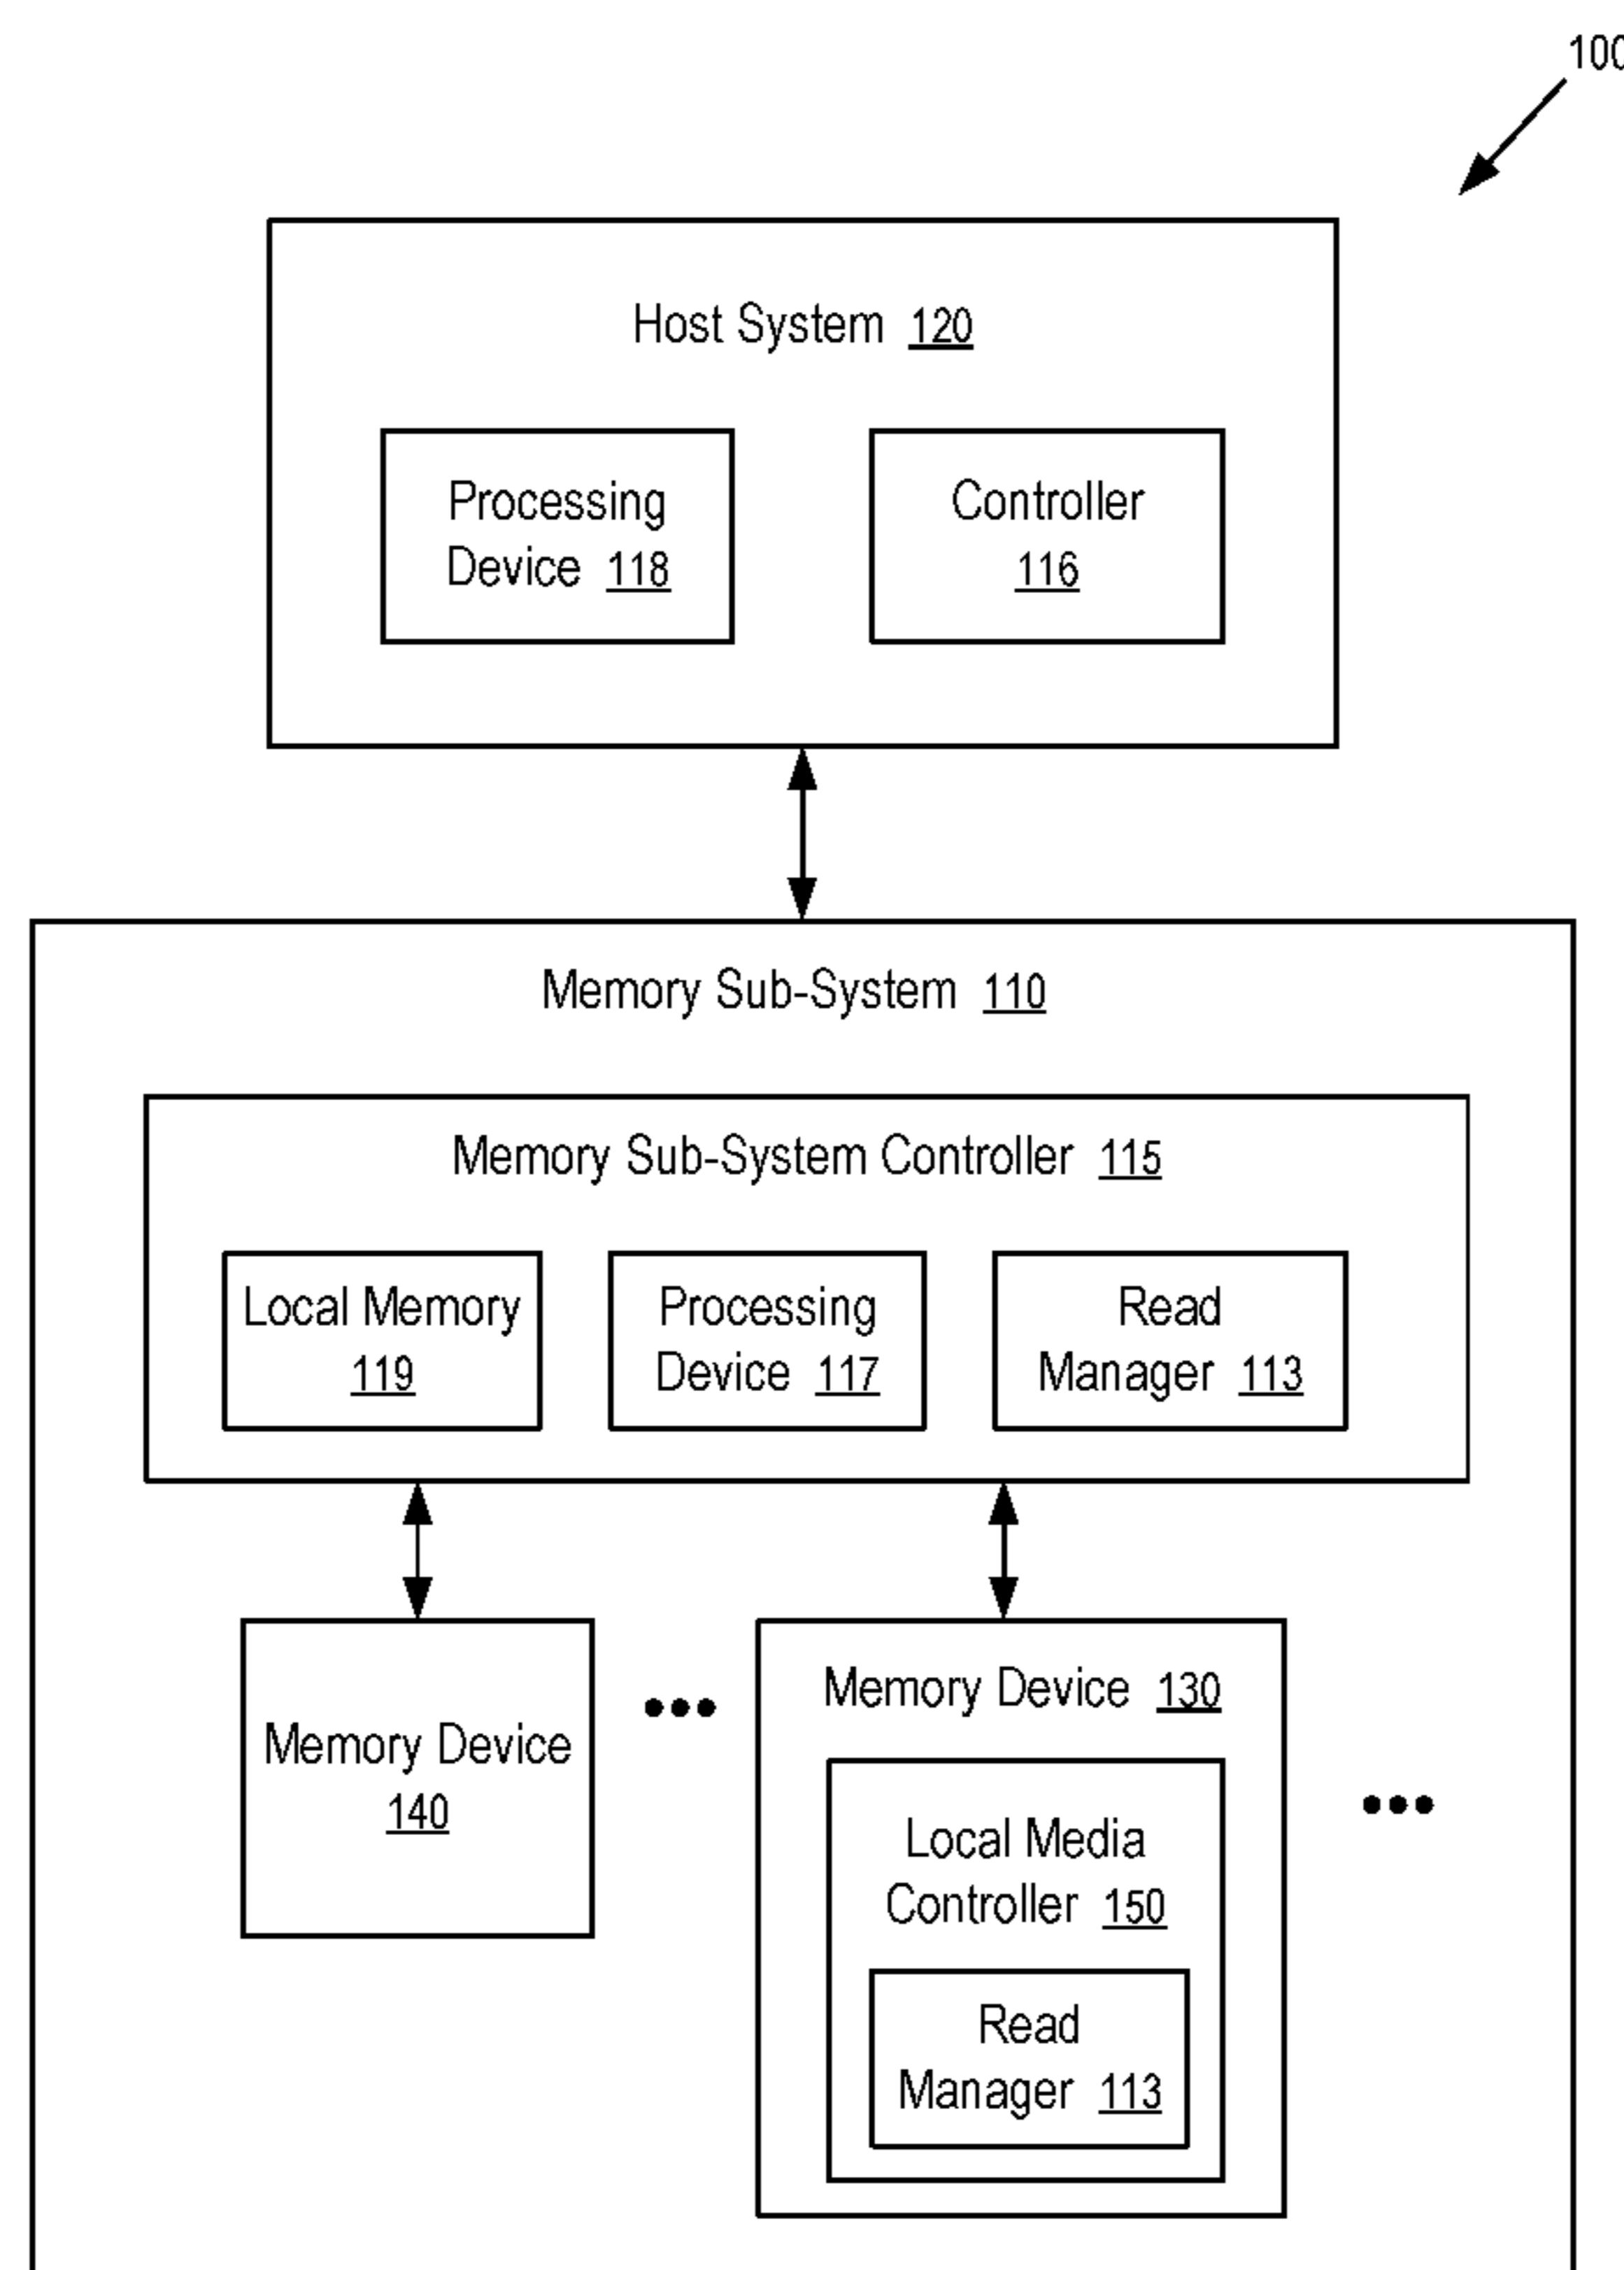 100
Host System 120
Processing
Device 118
Controller
116
Memory Sub-System 110
Memory Sub-System Controller 115
Local Memory
119
Processing
Device 117
Read
Manager 113
Memory Device
140
Memory Device 130
Local Media
Controller 150
Read
Manager 113